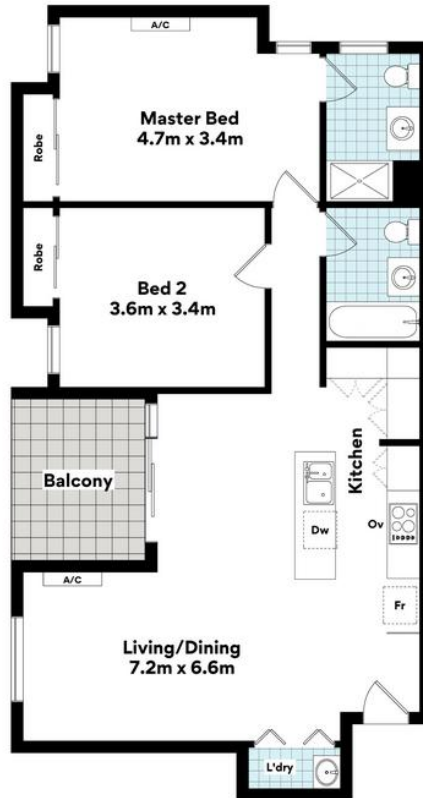 A/C
Master Bed
4.7m x 3.4m
Robe
Robe
Bed 2
3.6m x 3.4m
Balcony
Kitchen
Dw
Ov
Fr
A/C
Living/Dining
7.2m x 6.6m
L'dry